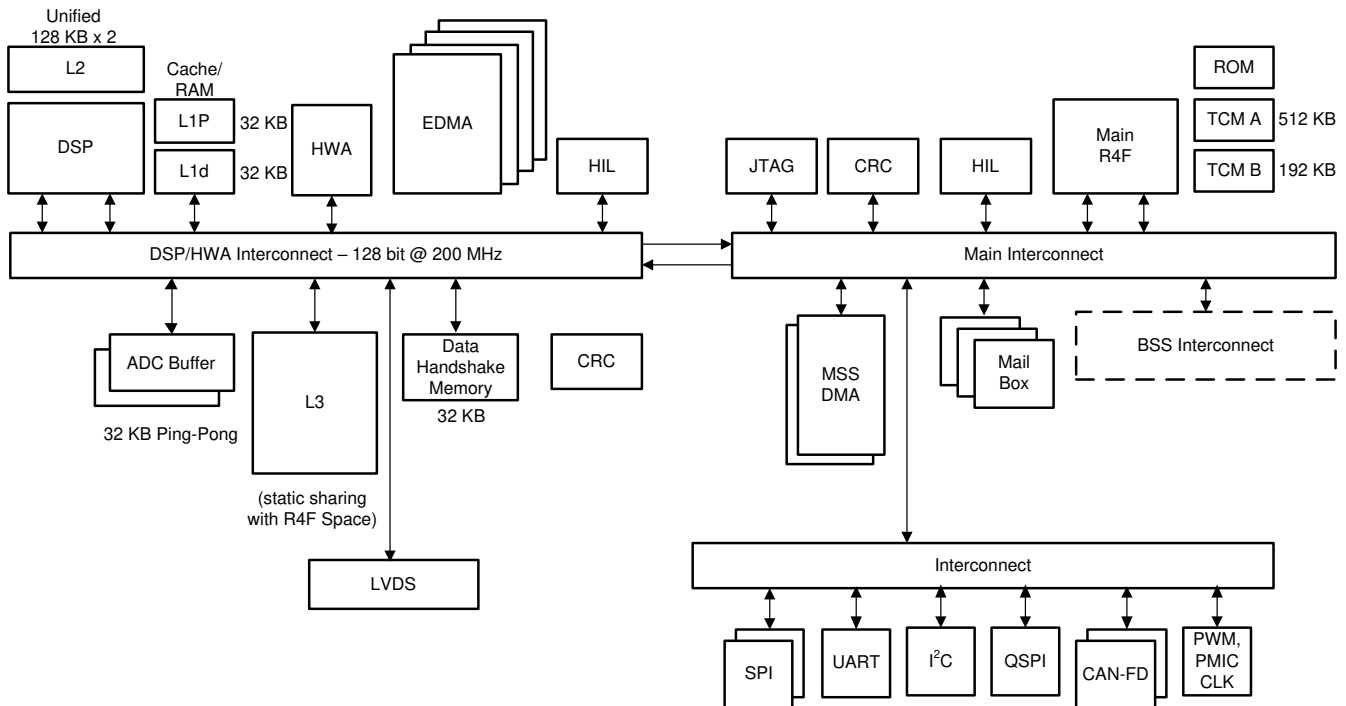 Unified
128 KB x 2
L2
Cache/
RAM
DSP
L1P
32 KB
L1d
32 KB
HWA
EDMA
HIL
JTAG
CRC
HIL
Main
R4F
ROM
TCM A
512 KB
TCM B
192 KB
DSP/HWA Interconnect – 128 bit @ 200 MHz
Main Interconnect
ADC Buffer
32 KB Ping-Pong
L3
(static sharing
with R4F Space)
Data
Handshake
Memory
32 KB
CRC
LVDS
MSS
DMA
Mail
Box
BSS Interconnect
Interconnect
SPI
UART
I²C
QSPI
CAN-FD
PWM,
PMIC
CLK